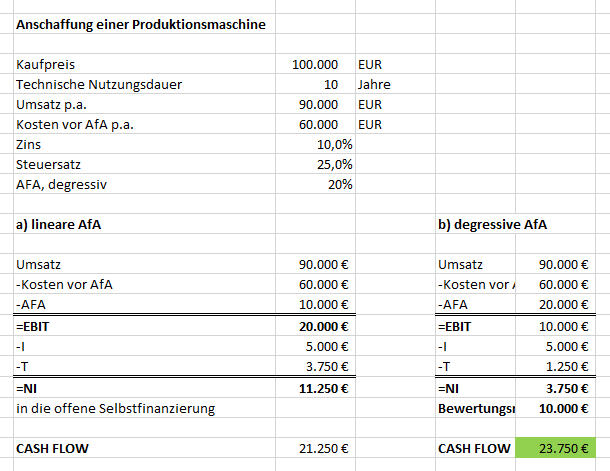 Anschaffung einer Produktionsmaschine
Kaufpreis 100.000 EUR
Technische Nutzungsdauer 10 Jahre
Umsatz p.a. 90.000 EUR
Kosten vor AfA p.a. 60.000 EUR
Zins 10,0%
Steuersatz 25,0%
AFA, degressiv 20%
a) lineare AfA b) degressive AfA
Umsatz 90.000 € Umsatz 90.000 €
-Kosten vor AfA 60.000 € -Kosten vor 60.000 €
-AFA 10.000 € -AFA 20.000 €
=EBIT 20.000 € =EBIT 10.000 €
-I 5.000 € -I 5.000 €
-T 3.750 € -T 1.250 €
=NI 11.250 € =NI 3.750 €
in die offene Selbstfinanzierung 10.000 €
CASH FLOW 21.250 € CASH FLOW 23.750 €